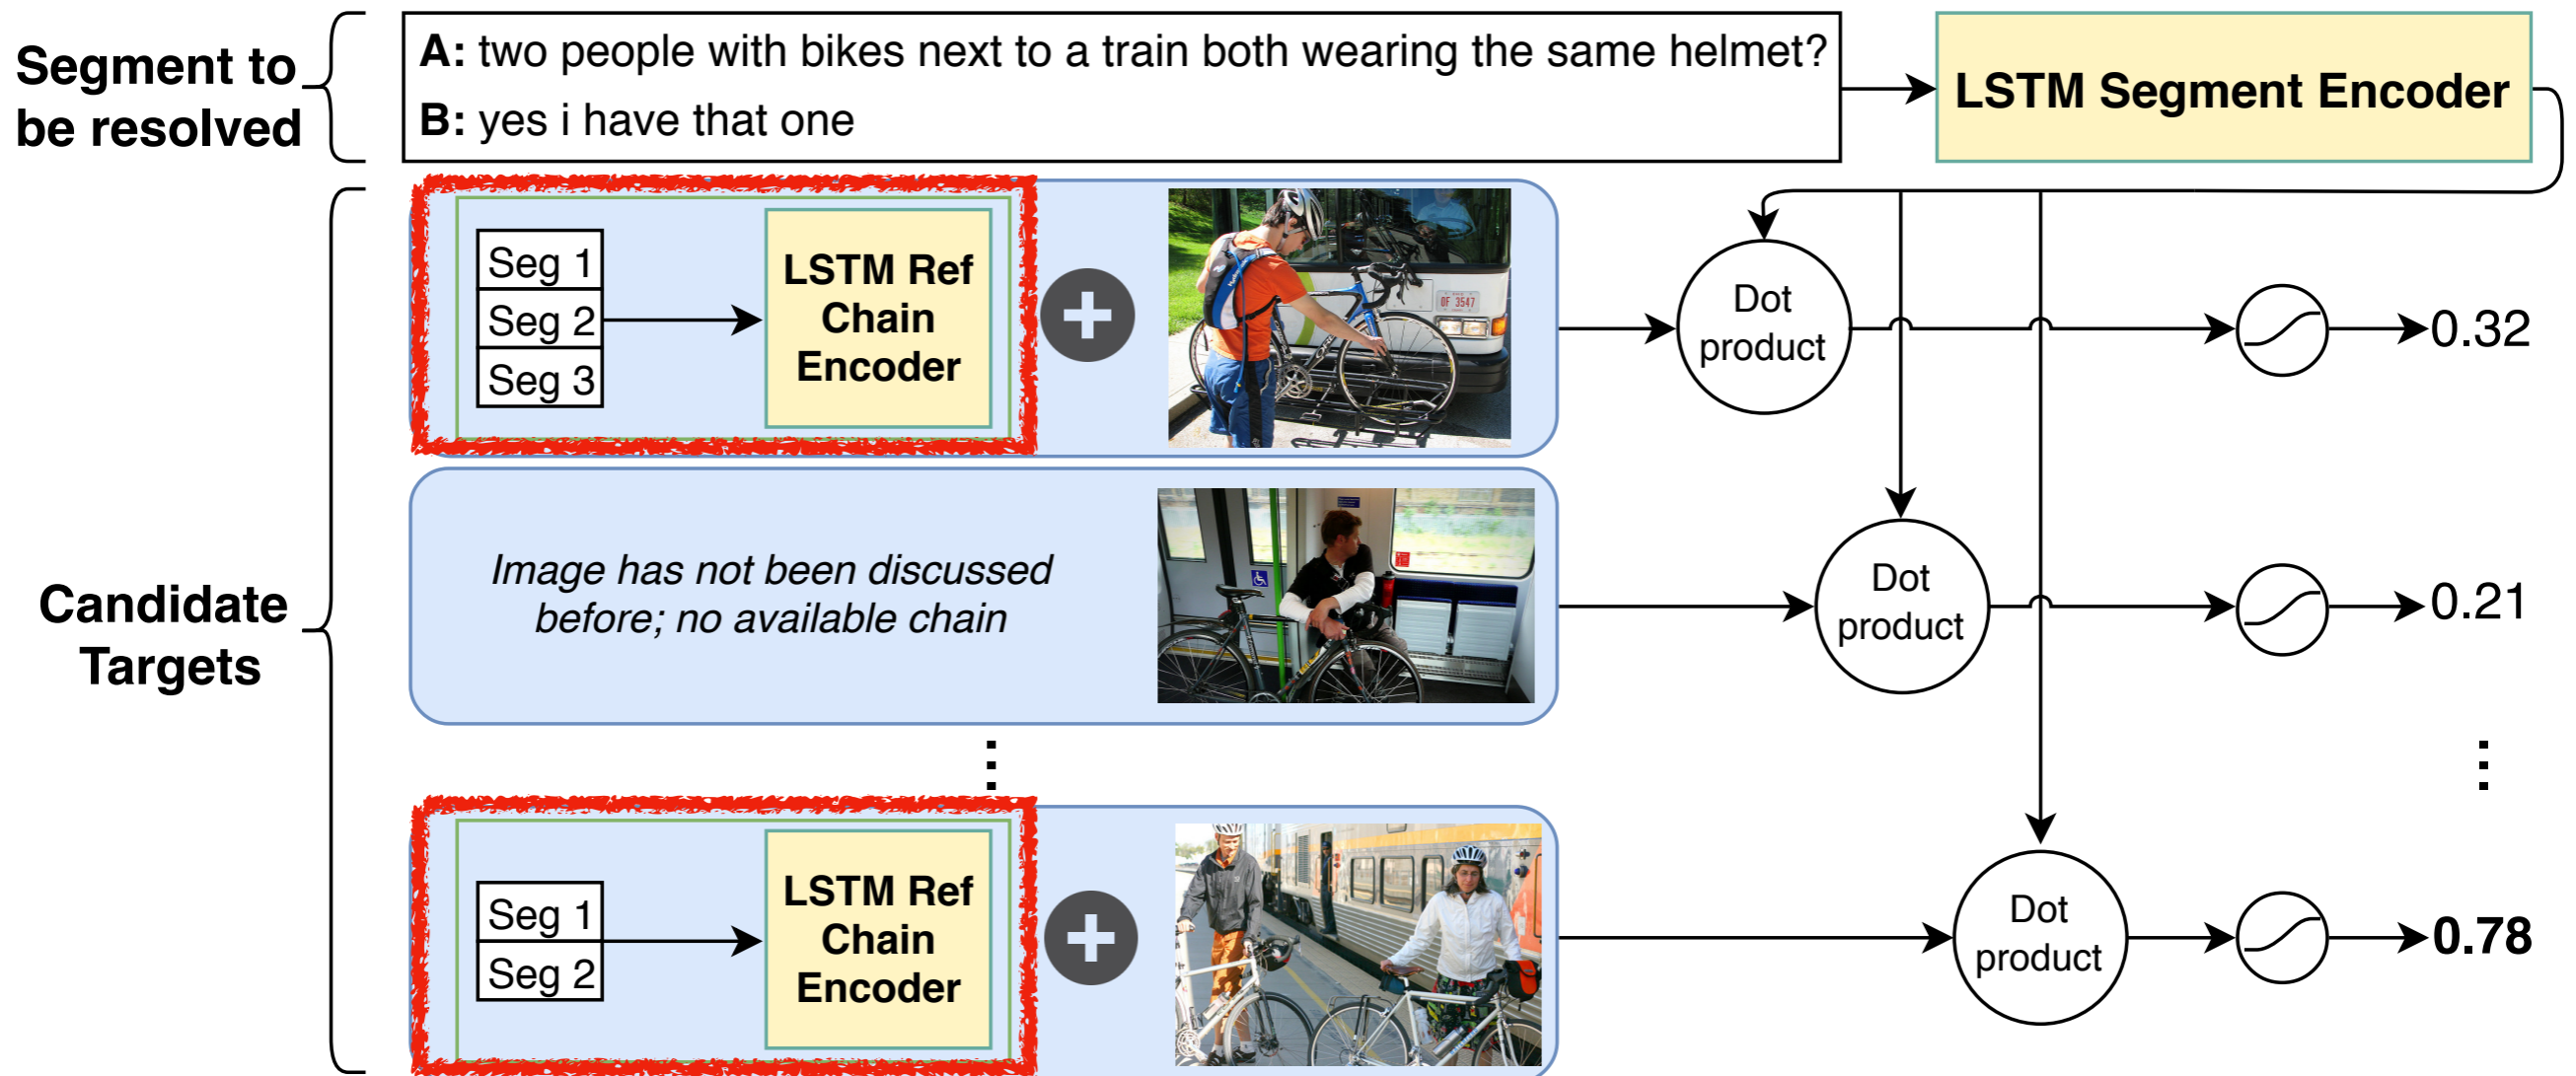 Segment to
be resolved
A: two people with bikes next to a train both wearing the same helmet?
B: yes i have that one
LSTM Segment Encoder
Candidate
Targets
Seg 1
Seg 2
Seg 3
LSTM Ref
Chain
Encoder
+
OF 3547
Dot
product
0.32
Image has not been discussed
before; no available chain
Dot
product
0.21
Seg 1
Seg 2
LSTM Ref
Chain
Encoder
+
Dot
product
0.78